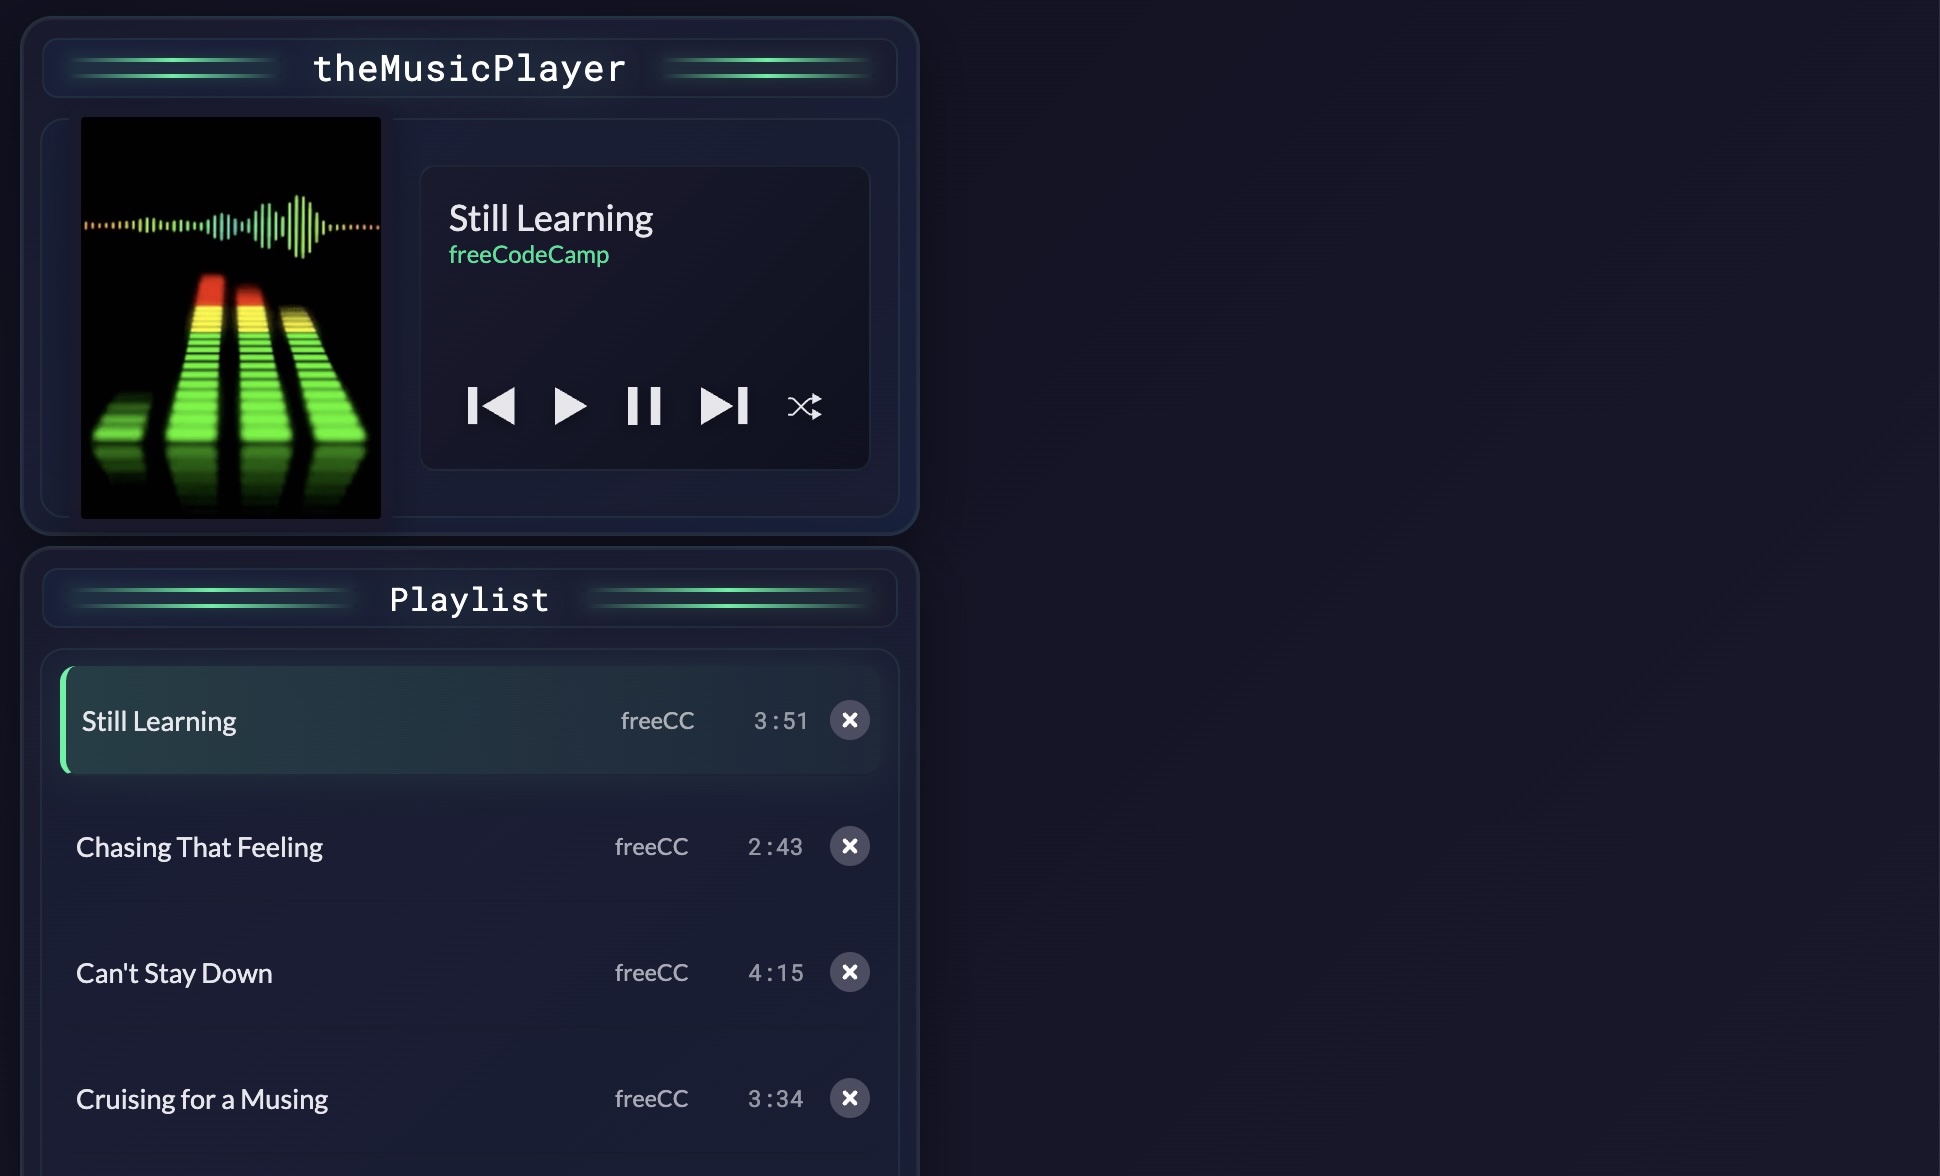 theMusicPlayer
Still Learning
freeCodeCamp
Playlist
Still Learning freeCC 3:51
Chasing That Feeling freeCC 2:43
Can't Stay Down freeCC 4:15
Cruising for a Musing freeCC 3:34